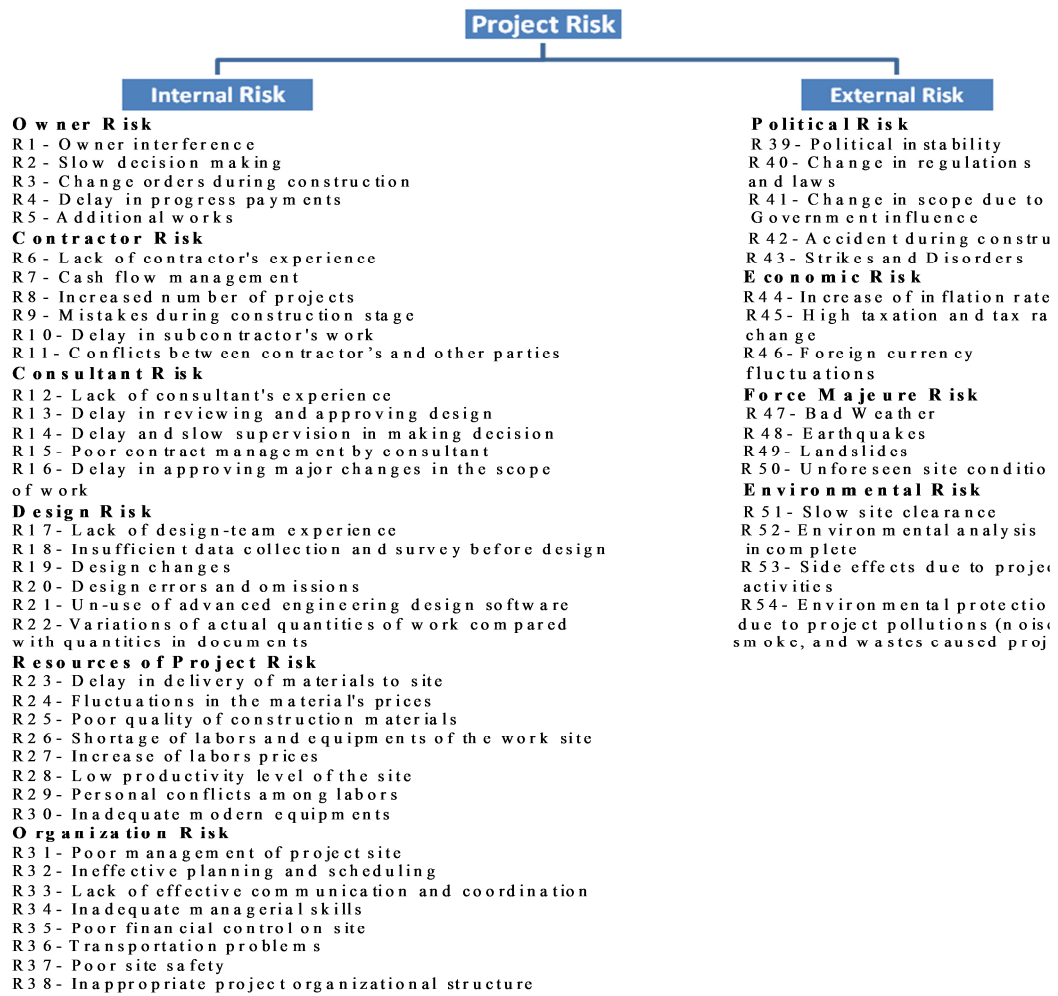 Project Risk
Internal Risk
Owner Risk
R1- Owner interference
R2- Slow decision making
R3- Change orders during construction
R4- Delay in progress payments
R5- Additional works
Contractor Risk
R6- Lack of contractor's experience
R7- Cash flow management
R8- Increased number of projects
R9- Mistakes during construction stage
R10- Delay in subcontractor's work
R11- Conflicts between contractor's and other parties
Consultant Risk
R12- Lack of consultant's experience
R13- Delay in reviewing and approving design
R14- Delay and slow supervision in making decision
R15- Poor contract management by consultant
R16- Delay in approving major changes in the scope
of work
Design Risk
R17- Lack of design-team experience
R18- Insufficient data collection and survey before design
R19- Design changes
R20- Design errors and omissions
R21- Un-use of advanced engineering design software
R22- Variations of actual quantities of work compared
with quantities in documents
Resources of Project Risk
R23- Delay in delivery of materials to site
R24- Fluctuations in the material's prices
R25- Poor quality of construction materials
R26- Shortage of labors and equipments of the work site
R27- Increase of labors prices
R28- Low productivity level of the site
R29- Personal conflicts among labors
R30- Inadequate modern equipments
Organization Risk
R31- Poor management of project site
R32- Ineffective planning and scheduling
R33- Lack of effective communication and coordination
R34- Inadequate managerial skills
R35- Poor financial control on site
R36- Transportation problems
R37- Poor site safety
R38- Inappropriate project organizational structure
External Risk
Political Risk
R39- Political instability
R40- Change in regulations
and laws
R41- Change in scope due to
Government influence
R42- Accident during constru
R43- Strikes and Disorders
Economic Risk
R44- Increase of inflation rate
R45- High taxation and tax ra
change
R46- Foreign currency
fluctuations
Force Majeure Risk
R47- Bad Weather
R48- Earthquakes
R49- Landslides
R50- Unforeseen site conditio
Environmental Risk
R51- Slow site clearance
R52- Environmental analysis
incomplete
R53- Side effects due to projec
activities
R54- Environmental protectio
due to project pollutions (noise
smoke, and wastes caused proj